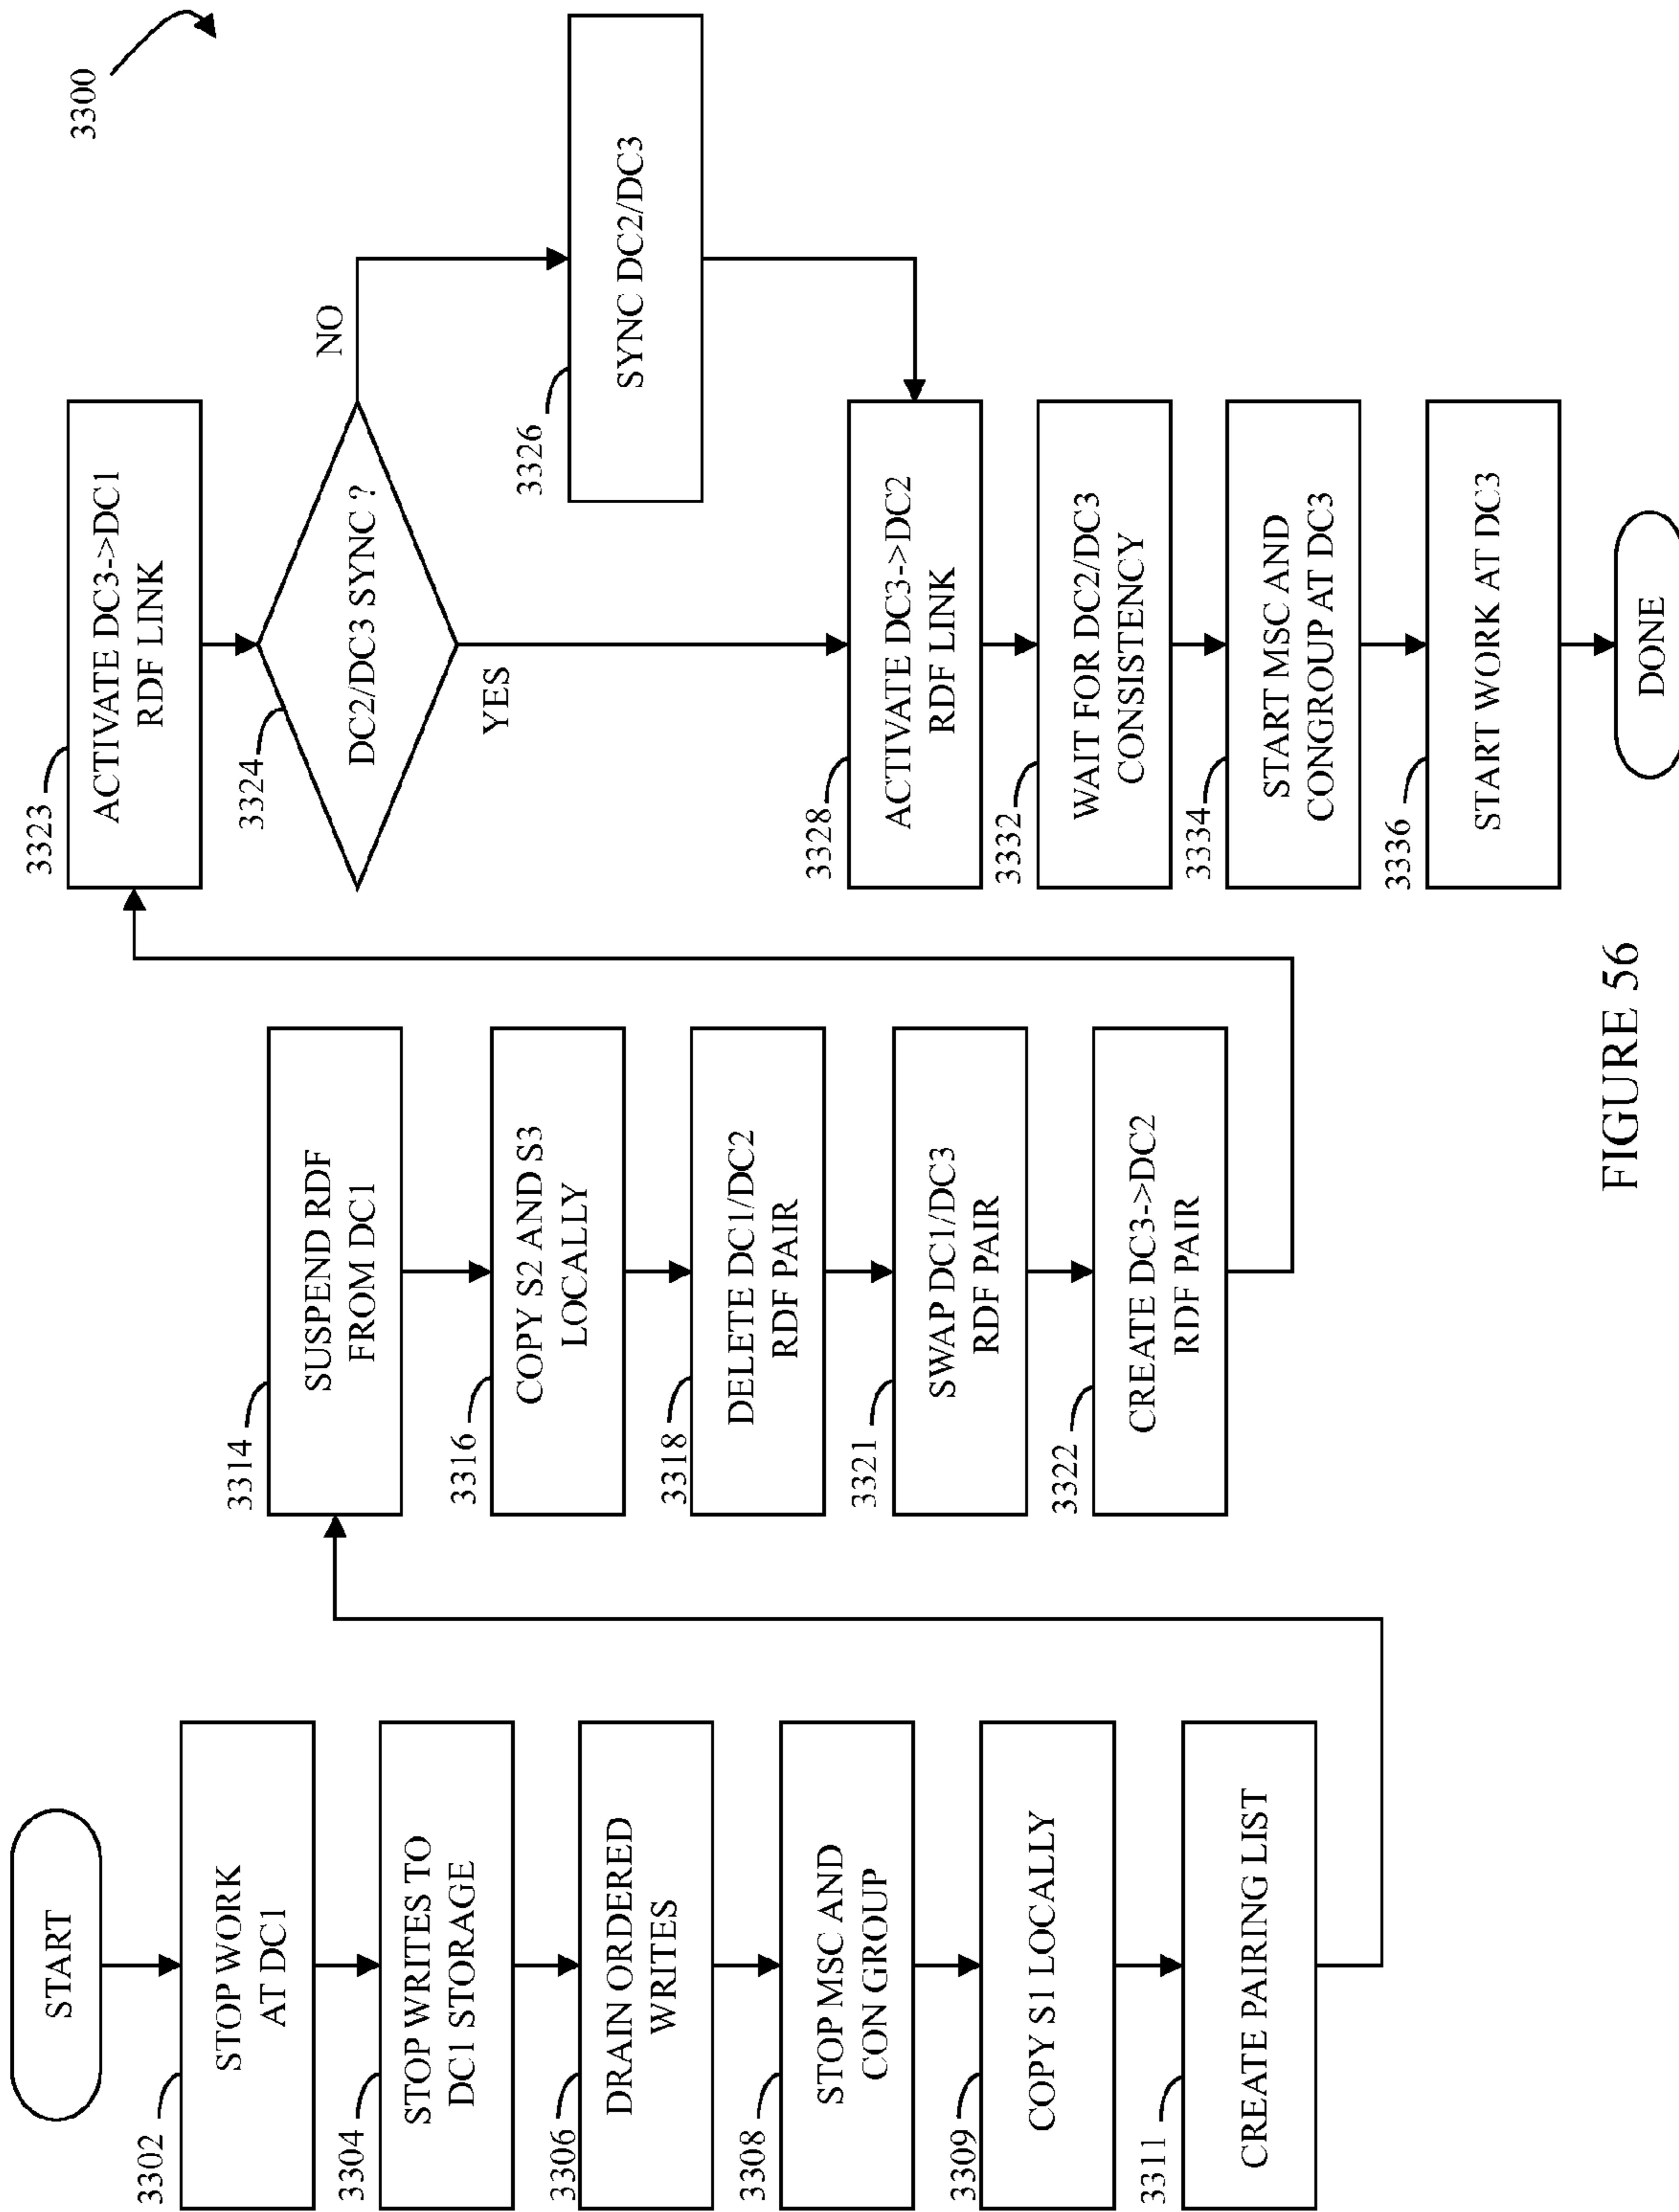 3300
START
3302
STOP WORK
AT DC1
3304
STOP WRITES TO
DC1 STORAGE
3306
DRAIN ORDERED
WRITES
3308
STOP MSC AND
CON GROUP
3309
COPY S1 LOCALLY
3311
CREATE PAIRING LIST
3314
SUSPEND RDF
FROM DC1
3316
COPY S2 AND S3
LOCALLY
3318
DELETE DC1/DC2
RDF PAIR
3321
SWAP DC1/DC3
RDF PAIR
3322
CREATE DC3->DC2
RDF PAIR
3323
ACTIVATE DC3->DC1
RDF LINK
3324
DC2/DC3 SYNC ?
NO
YES
3326
SYNC DC2/DC3
3328
ACTIVATE DC3->DC2
RDF LINK
3332
WAIT FOR DC2/DC3
CONSISTENCY
3334
START MSC AND
CONGROUP AT DC3
3336
START WORK AT DC3
DONE
FIGURE 56